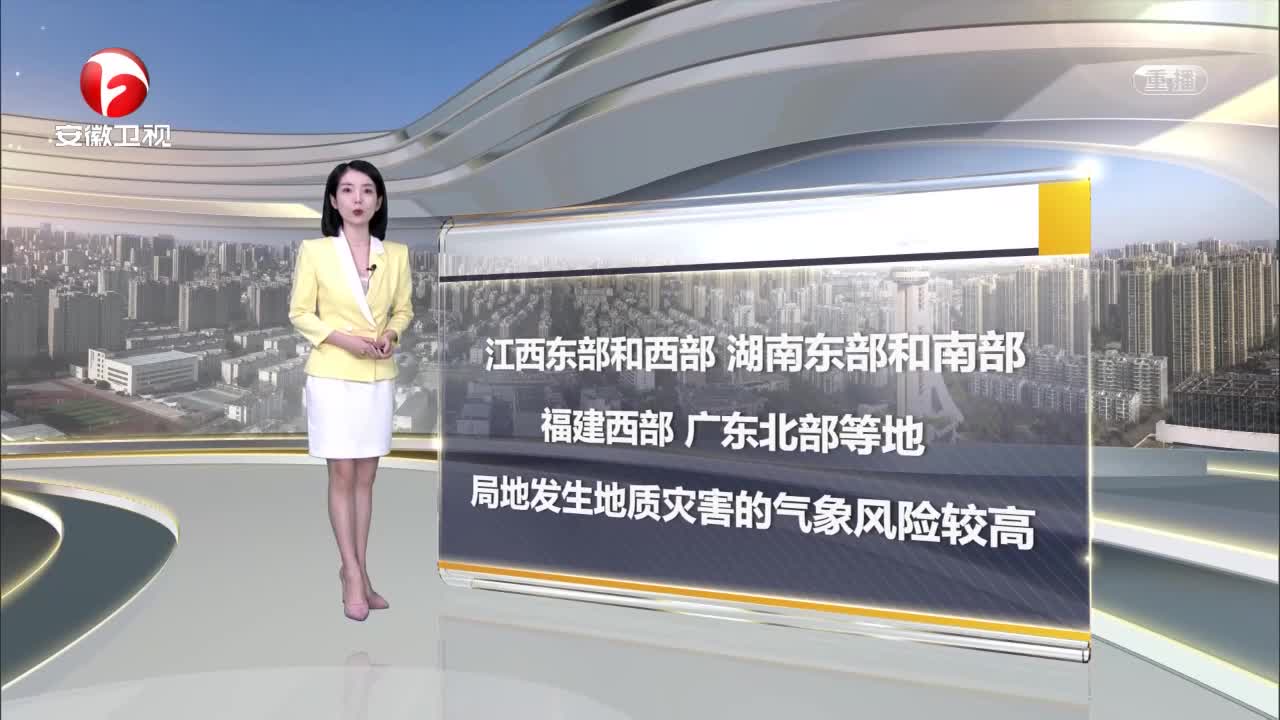 安徽卫视
重播
江西东部和西部 湖南东部和南部
福建西部 广东北部等地
局地发生地质灾害的气象风险较高